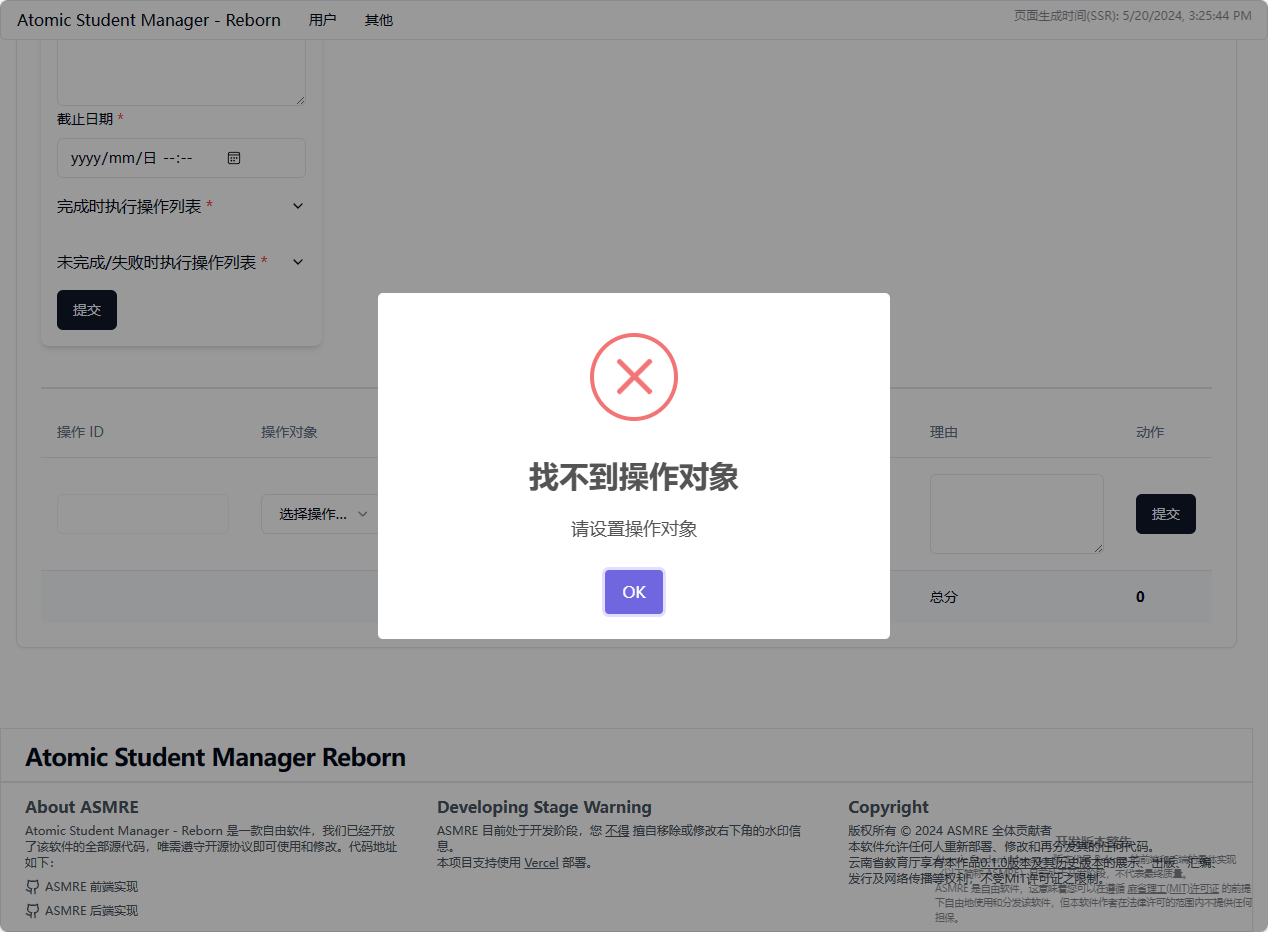 Atomic Student Manager - Reborn 用户 其他
页面生成时间(SSR): 5/20/2024, 3:25:44 PM
截止日期 *
yyyy/mm/日 --:--
完成时执行操作列表 *
未完成/失败时执行操作列表 *
提交
找不到操作对象
请设置操作对象
OK
操作 ID 操作对象 理由 动作
选择操作... 提交
总分 0
Atomic Student Manager Reborn
About ASMRE
Atomic Student Manager - Reborn 是一款自由软件，我们已经开放
了该软件的全部源代码，唯需遵守开源协议即可使用和修改。代码地址
如下：
ASMRE 前端实现
ASMRE 后端实现
Developing Stage Warning
ASMRE 目前处于开发阶段，您 不得 擅自移除或修改右下角的水印信
息。
本项目支持使用 Vercel 部署。
Copyright
版权所有 © 2024 ASMRE 全体贡献者
本软件允许任何人重新部署、修改和再分发其的任何代码。
云南省教育厅享有本作品0.1.0版本及其历史版本的展示、出版、汇编、
发行及网络传播等权利，不受MIT许可证之限制。
开发版本警告
不代表最终质量。
ASMRE 是自由软件，这意味着您可以在遵循 麻省理工(MIT)许可证 的前提
下自由地使用和分发该软件，但本软件作者在法律许可的范围内不提供任何
担保。